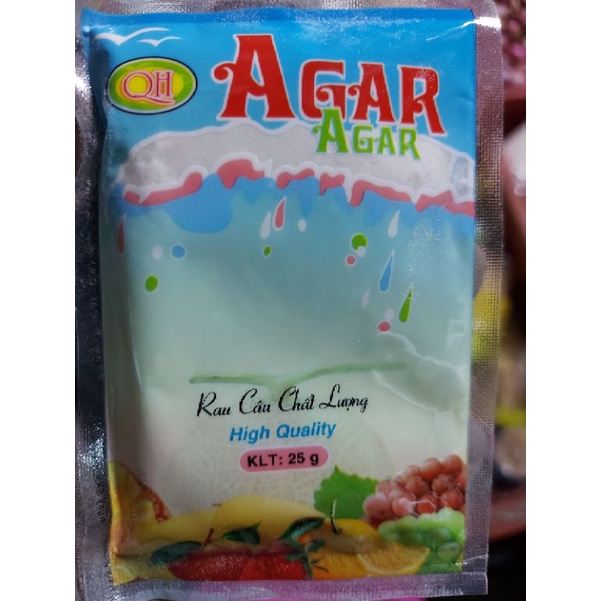 QH
AGAR
AGAR
Rau Câu Chất Lượng
High Quality
KLT: 25 g